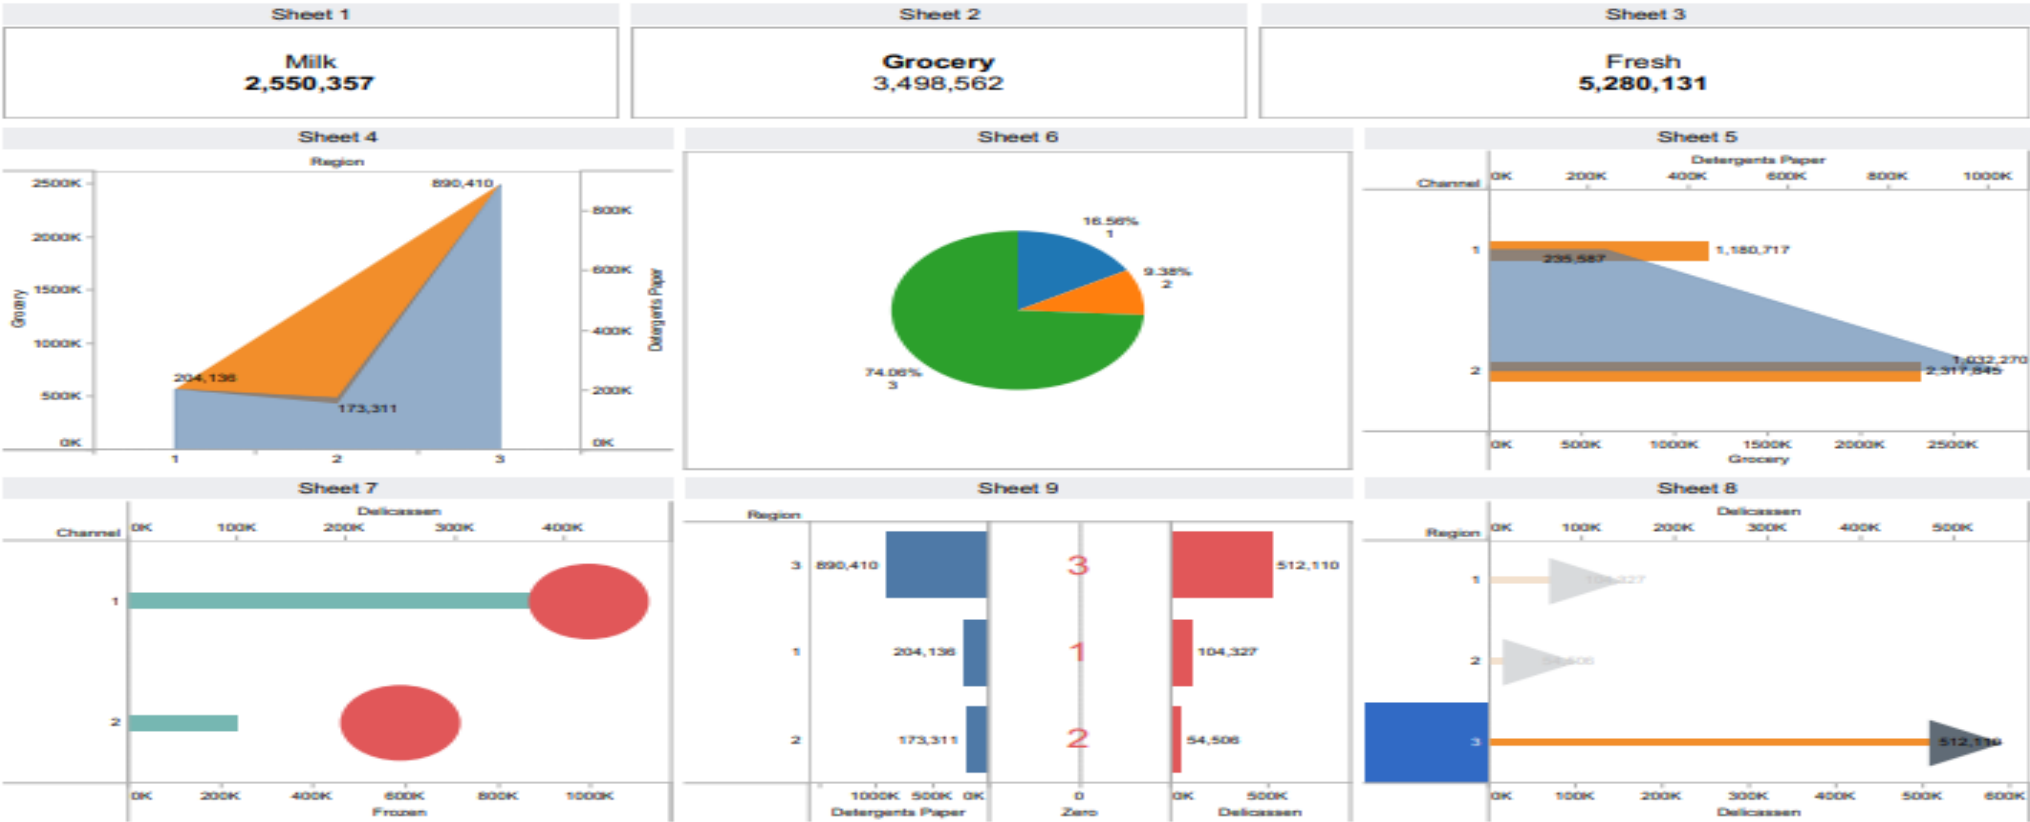 Sheet 1
Milk
2,550,357
Sheet 2
Grocery
3,498,562
Sheet 3
Fresh
5,280,131
Sheet 4
Region
2500K
2000K
1500K
1000K
500K
0K
Grocery
890,410
204,136
173,311
1
2
3
800K
600K
400K
200K
0K
Detergents Paper
Sheet 6
16.56%
1
9.38%
2
74.06%
3
Sheet 5
Detergents Paper
Channel 0K 200K 400K 600K 800K 1000K
1 235,587 1,180,717
2 1,032,270
2,317,845
0K 500K 1000K 1500K 2000K 2500K
Grocery
Sheet 7
Delicassen
Channel 0K 100K 200K 300K 400K
1
2
0K 200K 400K 600K 800K 1000K
Frozen
Sheet 9
Region
3 890,410 3 512,110
1 204,136 1 104,327
2 173,311 2 54,506
1000K 500K 0K 0 0K 500K
Detergents Paper Zero Delicassen
Sheet 8
Delicassen
Region 0K 100K 200K 300K 400K 500K
1 104,327
2 54,506
3 512,110
0K 100K 200K 300K 400K 500K 600K
Delicassen